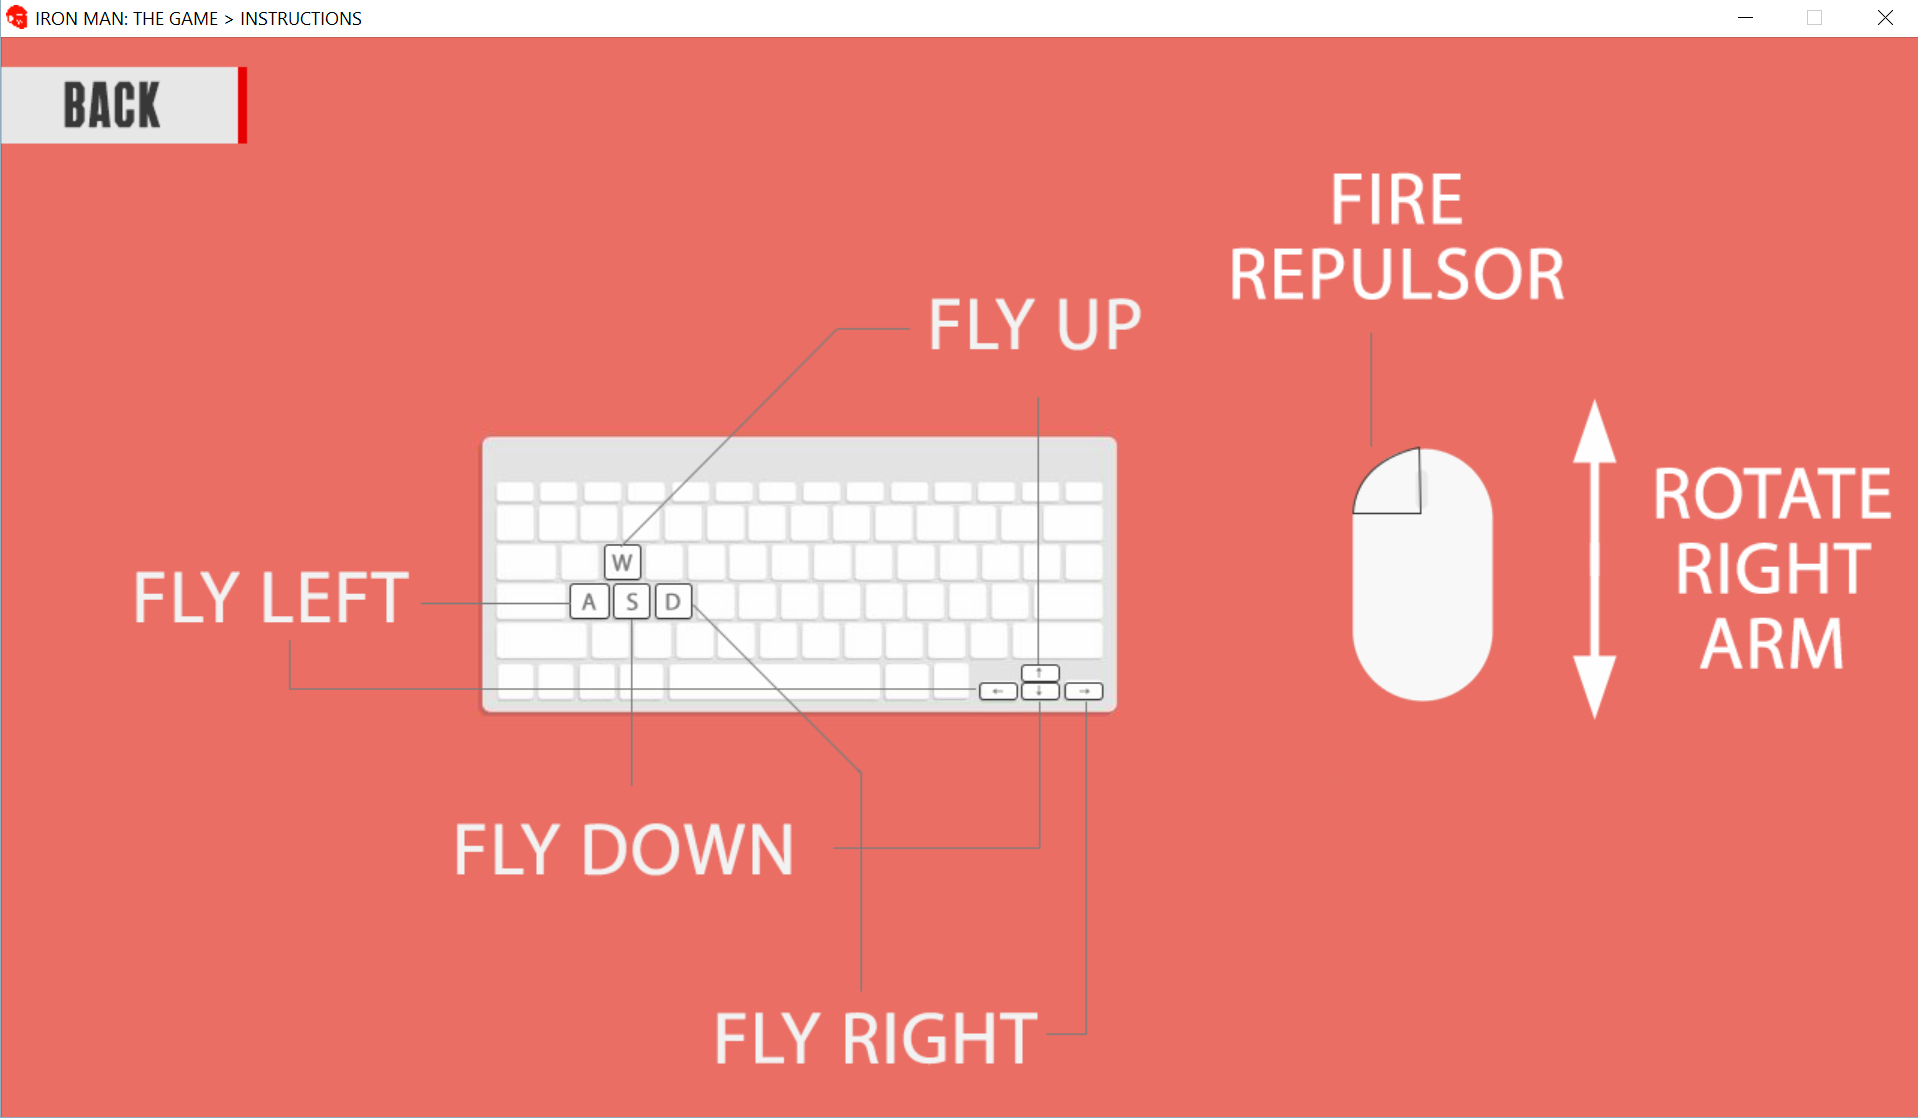 IRON MAN: THE GAME > INSTRUCTIONS
BACK
FIRE
REPULSOR
FLY UP
ROTATE
RIGHT
ARM
W
FLY LEFT
A S D
↑
← ↓ →
FLY DOWN
FLY RIGHT